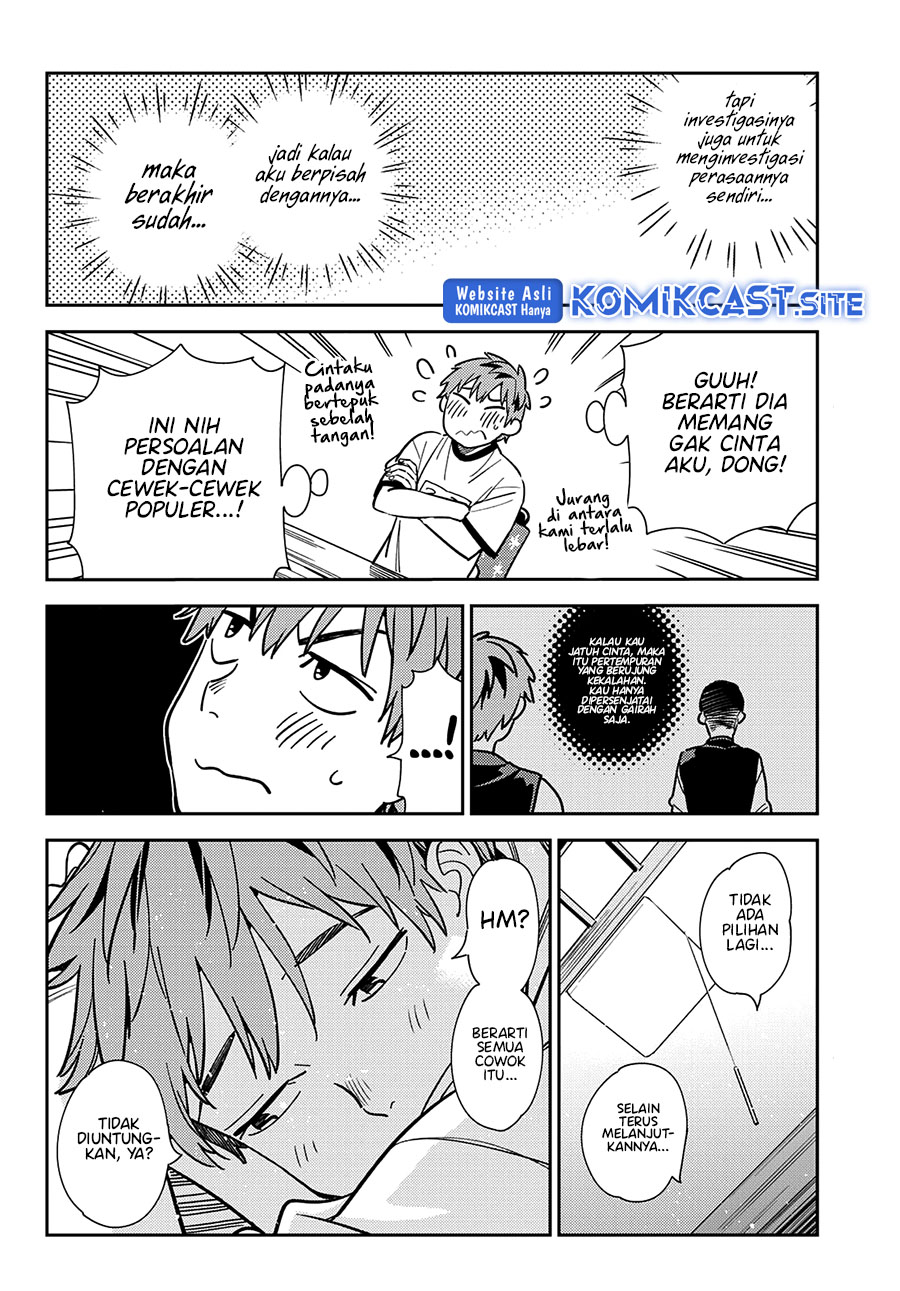 tapi
investigasinya
juga untuk
menginvestigasi
perasaannya
sendiri...
jadi kalau
aku berpisah
dengannya...
maka
berakhir
sudah...
Website Asli
KOMIKCAST Hanya
KOMIKCAST.SITE
GUUH!
BERARTI DIA
MEMANG
GAK CINTA
AKU, DONG!
Jurang
di antara
kami terlalu
lebar!
Cintaku
padanya
bertepuk
sebelah
tangan!
INI NIH
PERSOALAN
DENGAN
CEWEK-CEWEK
POPULER...!
KALAU KAU
JATUH CINTA, MAKA
ITU PERTEMPURAN
YANG BERUJUNG
KEKALAHAN.
KAU HANYA
DIPERSENJATAI
DENGAN GAIRAH
SAJA.
....!
TIDAK
ADA
PILIHAN
LAGI...
SELAIN
TERUS
MELANJUT-
KANNYA...
HM?
BERARTI
SEMUA
COWOK
ITU...
TIDAK
DIUNTUNG-
KAN, YA?